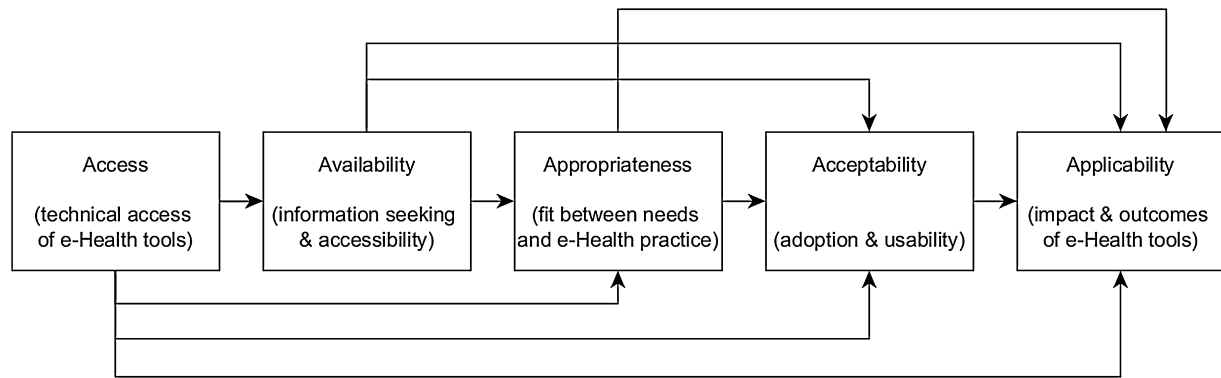 Access
(technical access
of e-Health tools)
Availability
(information seeking
& accessibility)
Appropriateness
(fit between needs
and e-Health practice)
Acceptability
(adoption & usability)
Applicability
(impact & outcomes
of e-Health tools)